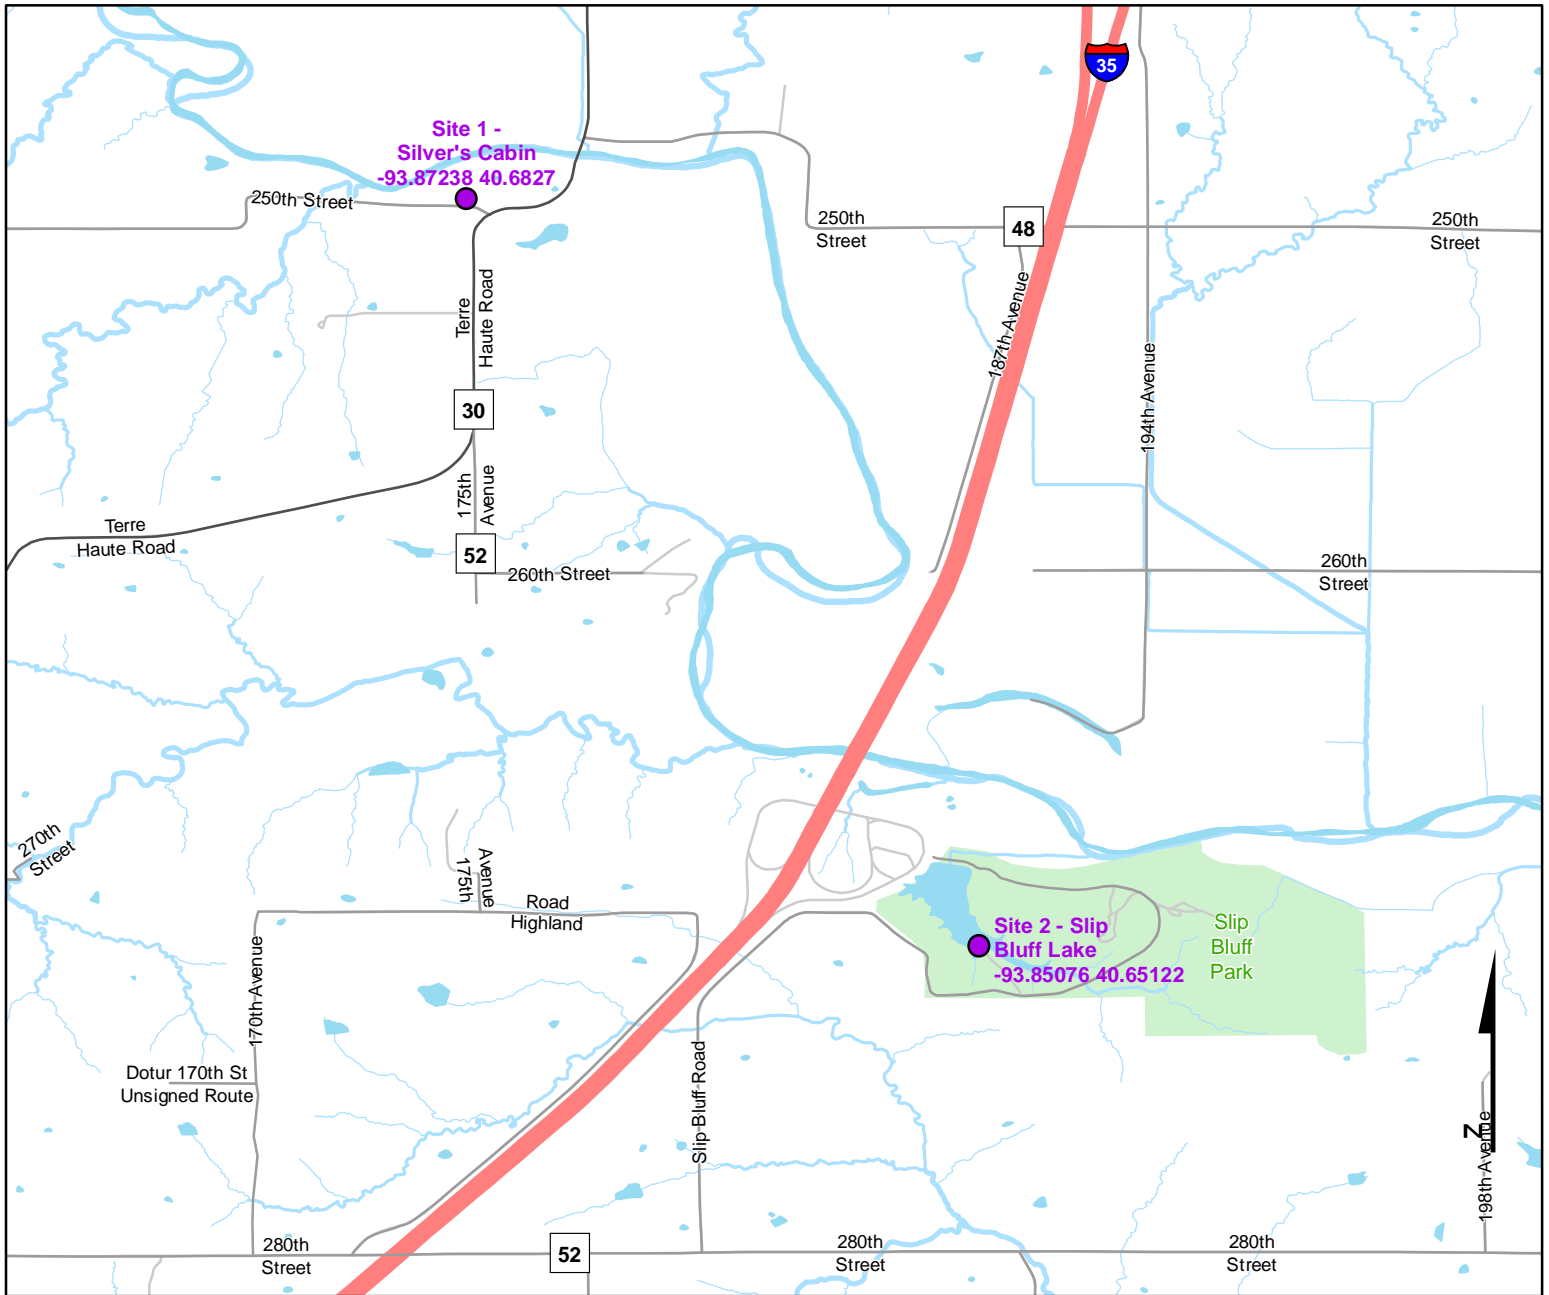 35
Site 1 -
Silver's Cabin
-93.87238 40.6827
250th Street
250th
Street
48
250th
Street
Terre
Haute Road
187th Avenue
194th Avenue
30
175th
Avenue
Terre
Haute Road
52
260th Street
260th
Street
270th
Street
Avenue
175th
Road
Highland
Site 2 - Slip
Bluff Lake
-93.85076 40.65122
Slip
Bluff
Park
170th Avenue
Dotur 170th St
Unsigned Route
Slip Bluff Road
N
198th Avenue
280th
Street
52
280th
Street
280th
Street